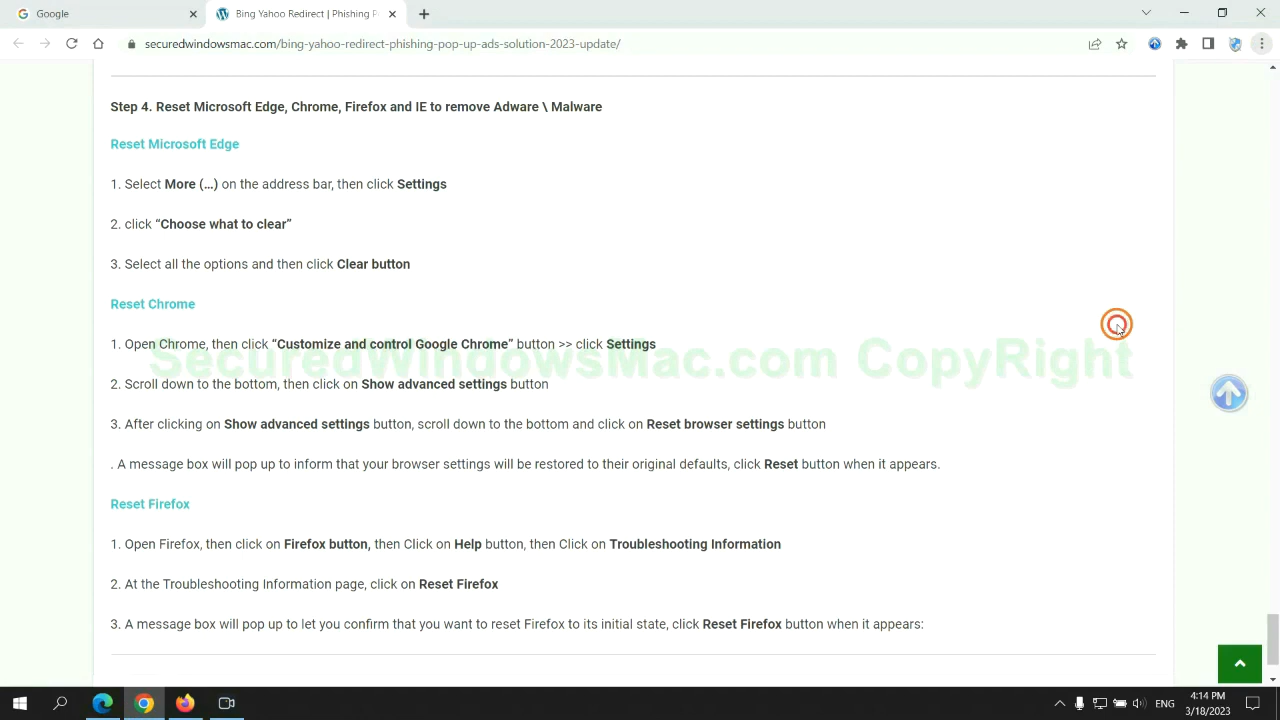 Google
Bing Yahoo Redirect | Phishing P
securedwindowsmac.com/bing-yahoo-redirect-phishing-pop-up-ads-solution-2023-update/
Step 4. Reset Microsoft Edge, Chrome, Firefox and IE to remove Adware \ Malware
Reset Microsoft Edge
1. Select More (…) on the address bar, then click Settings
2. click “Choose what to clear”
3. Select all the options and then click Clear button
Reset Chrome
1. Open Chrome, then click “Customize and control Google Chrome” button >> click Settings
SecuredWindowsMac.com CopyRight
2. Scroll down to the bottom, then click on Show advanced settings button
3. After clicking on Show advanced settings button, scroll down to the bottom and click on Reset browser settings button
. A message box will pop up to inform that your browser settings will be restored to their original defaults, click Reset button when it appears.
Reset Firefox
1. Open Firefox, then click on Firefox button, then Click on Help button, then Click on Troubleshooting Information
2. At the Troubleshooting Information page, click on Reset Firefox
3. A message box will pop up to let you confirm that you want to reset Firefox to its initial state, click Reset Firefox button when it appears:
ENG
4:14 PM
3/18/2023